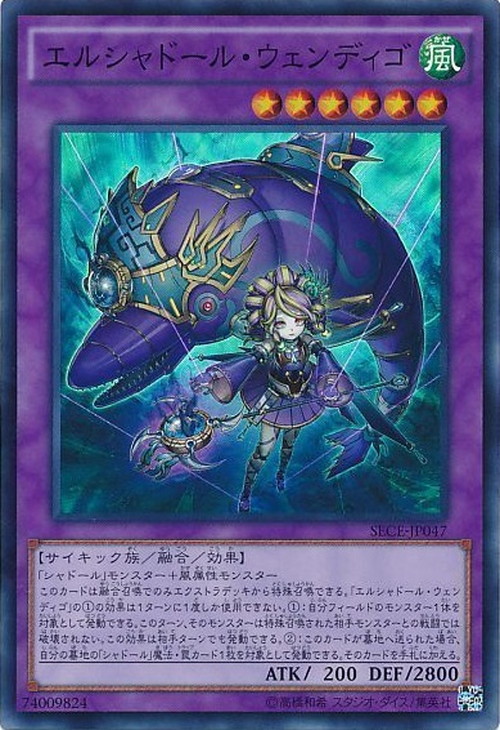 エルシャドール・ウェンディゴ
風
SECE-JP047
【サイキック族/融合/効果】
「シャドール」モンスター+風属性モンスター
このカードは融合召喚でのみエクストラデッキから特殊召喚できる。「エルシャドール・ウェン
ディゴ」の①の効果は1ターンに1度しか使用できない。①:自分フィールドのモンスター1体を
対象として発動できる。このターン、そのモンスターは特殊召喚された相手モンスターとの戦闘では
破壊されない。この効果は相手ターンでも発動できる。②:このカードが墓地へ送られた場合、
自分の墓地の「シャドール」魔法・罠カード1枚を対象として発動できる。そのカードを手札に加える。
ATK/ 200 DEF/2800
74009824
©高橋和希 スタジオ・ダイス/集英社